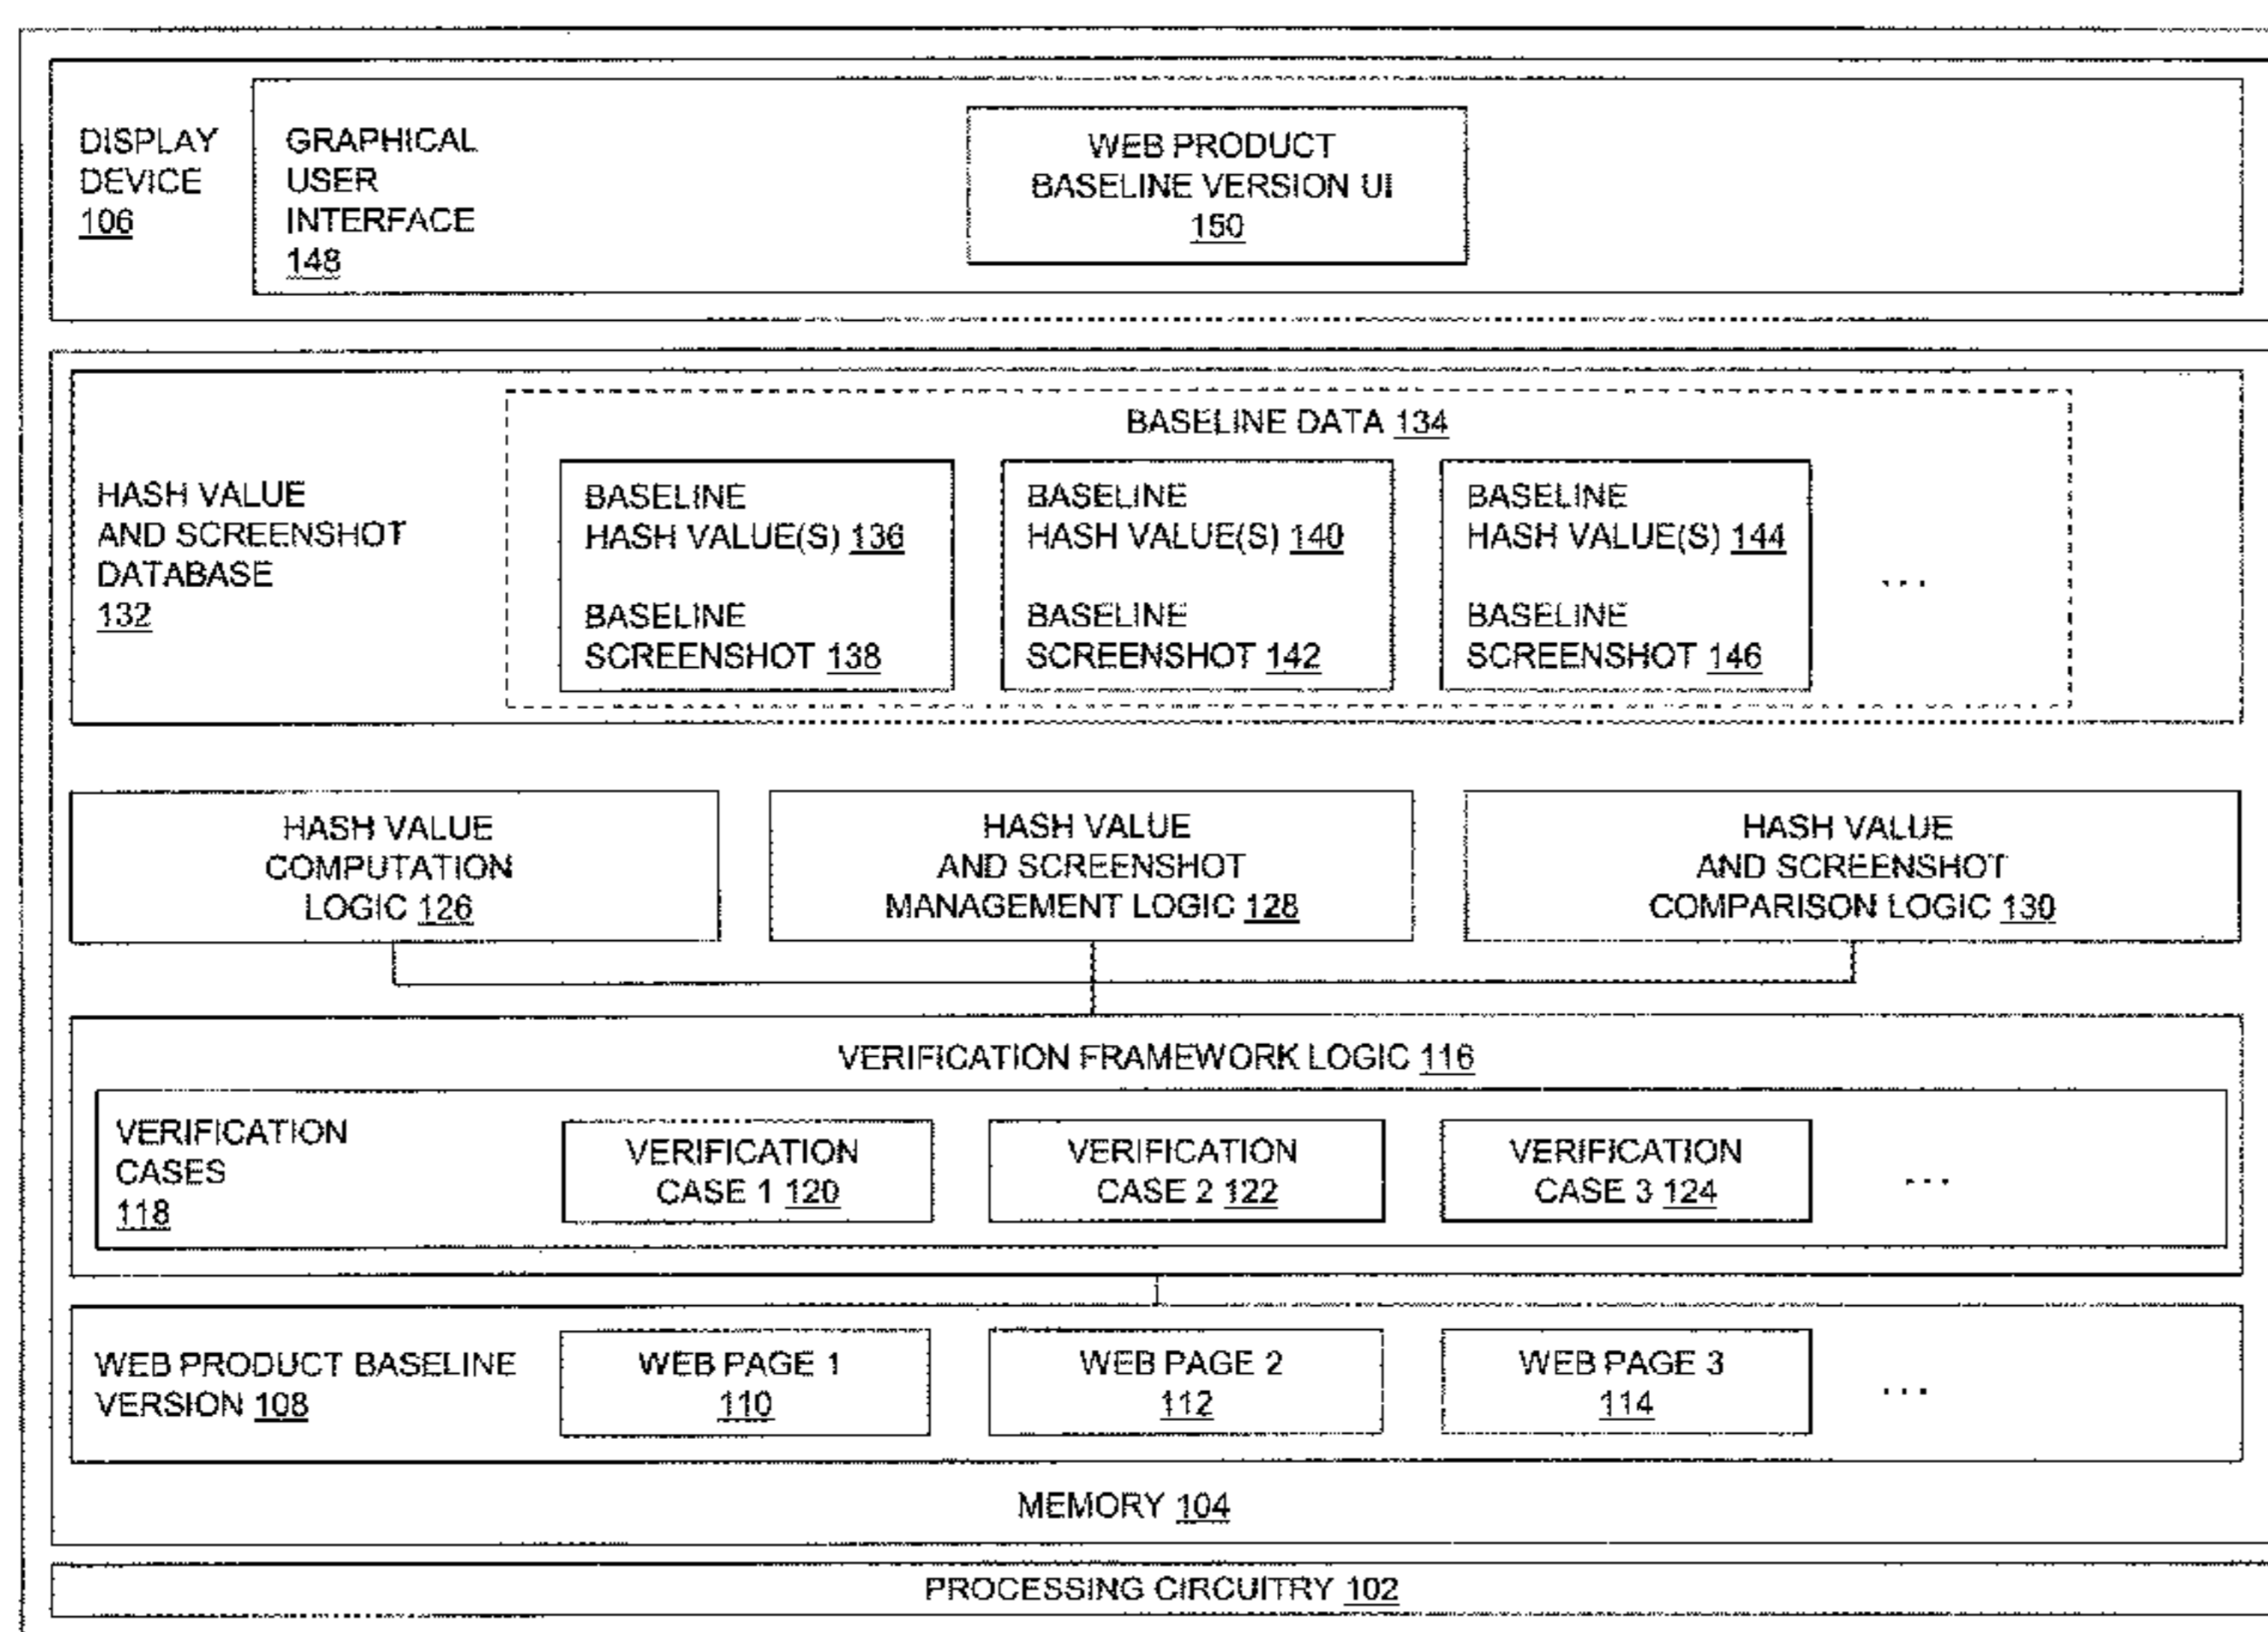 DISPLAY
DEVICE
106
GRAPHICAL
USER
INTERFACE
148
WEB PRODUCT
BASELINE VERSION UI
150
BASELINE DATA 134
HASH VALUE
AND SCREENSHOT
DATABASE
132
BASELINE
HASH VALUE(S) 136
BASELINE
SCREENSHOT 138
BASELINE
HASH VALUE(S) 140
BASELINE
SCREENSHOT 142
BASELINE
HASH VALUE(S) 144
BASELINE
SCREENSHOT 146
...
HASH VALUE
COMPUTATION
LOGIC 126
HASH VALUE
AND SCREENSHOT
MANAGEMENT LOGIC 128
HASH VALUE
AND SCREENSHOT
COMPARISON LOGIC 130
VERIFICATION FRAMEWORK LOGIC 116
VERIFICATION
CASES
118
VERIFICATION
CASE 1 120
VERIFICATION
CASE 2 122
VERIFICATION
CASE 3 124
...
WEB PRODUCT BASELINE
VERSION 108
WEB PAGE 1
110
WEB PAGE 2
112
WEB PAGE 3
114
...
MEMORY 104
PROCESSING CIRCUITRY 102